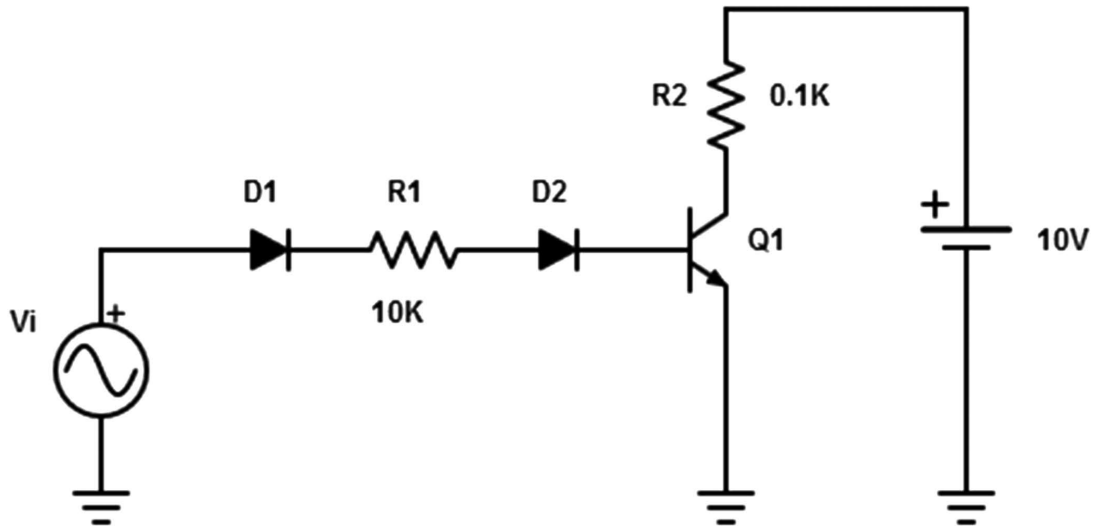 R2 0.1K
D1 R1 D2
+
Q1
10V
10K
Vi
+